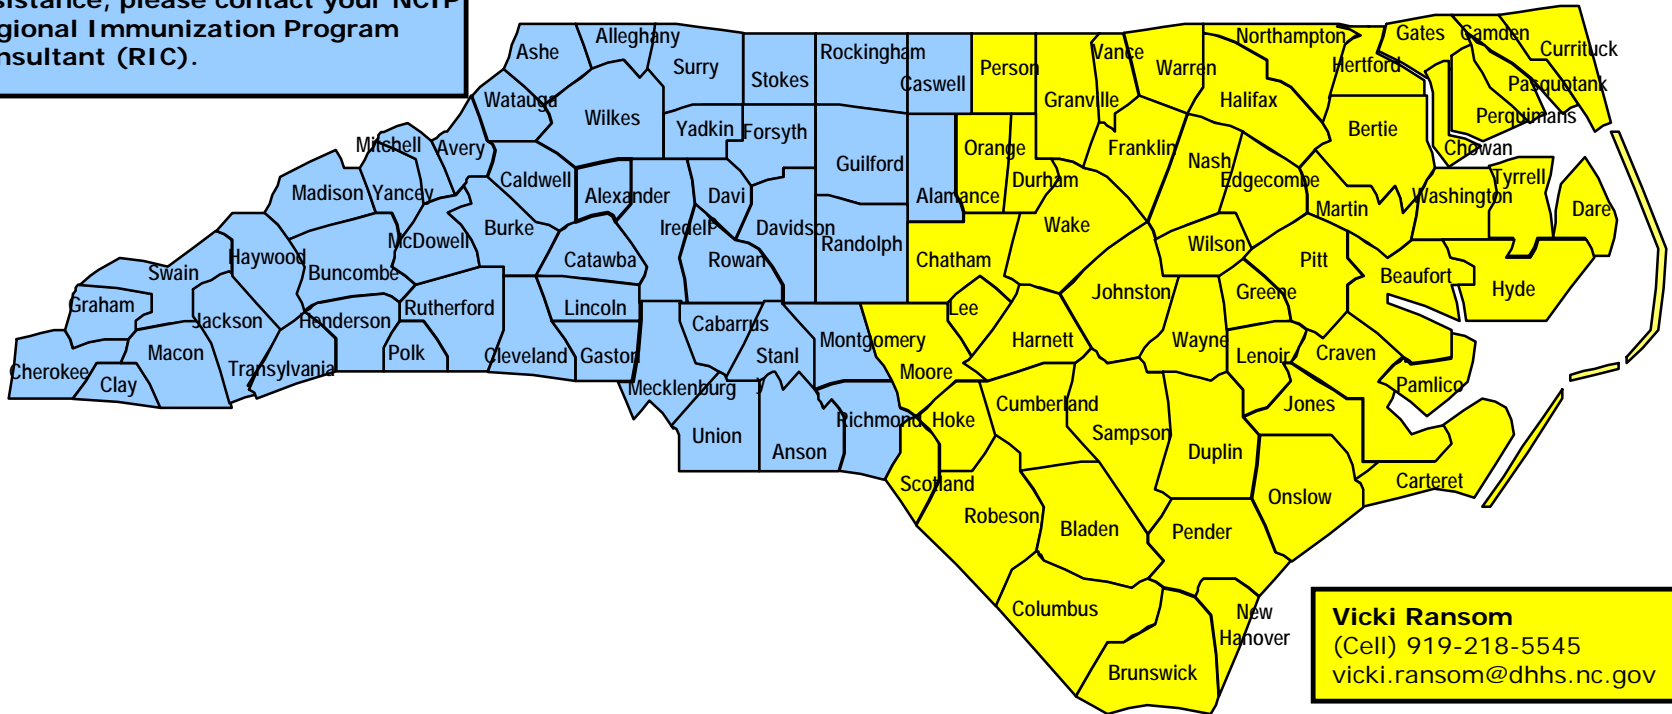 sistance, please contact your NCIP
gional Immunization Program
nsultant (RIC).
Ashe
Alleghany
Surry
Stokes
Rockingham
Caswell
Person
Granville
Vance
Warren
Northampton
Hertford
Gates
Camden
Currituck
Pasquotank
Perquimans
Chowan
Halifax
Bertie
Watauga
Wilkes
Yadkin
Forsyth
Guilford
Alamance
Orange
Durham
Franklin
Nash
Edgecombe
Martin
Washington
Tyrrell
Dare
Mitchell
Avery
Madison
Yancey
Caldwell
Alexander
Davi
Iredell
Davidson
Randolph
Chatham
Wake
Wilson
Pitt
Beaufort
Hyde
McDowell
Burke
Catawba
Rowan
Swain
Haywood
Buncombe
Graham
Jackson
Henderson
Rutherford
Lincoln
Cabarrus
Stanl
y
Montgomery
Lee
Harnett
Johnston
Greene
Wayne
Lenoir
Craven
Pamlico
Cherokee
Clay
Macon
Transylvania
Polk
Cleveland
Gaston
Mecklenburg
Union
Anson
Richmond
Moore
Hoke
Cumberland
Sampson
Duplin
Jones
Carteret
Onslow
Scotland
Robeson
Bladen
Pender
Columbus
Brunswick
New
Hanover
Vicki Ransom
(Cell) 919-218-5545
vicki.ransom@dhhs.nc.gov